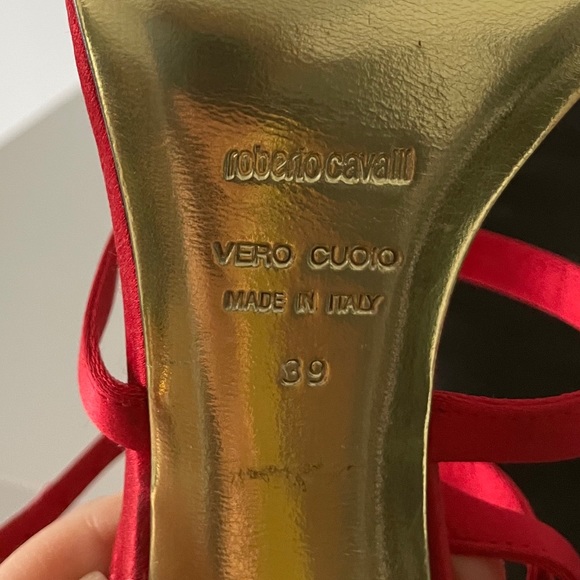 roberto cavalli
VERO CUOIO
MADE IN ITALY
39